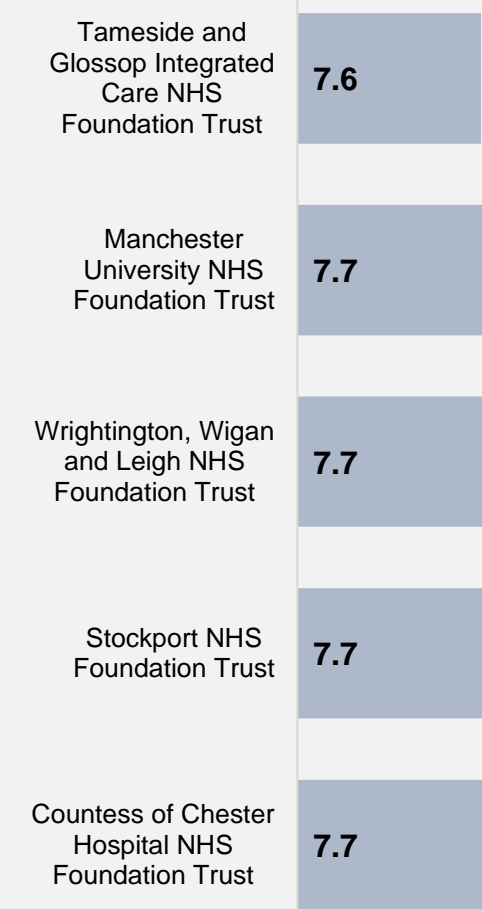 Tameside and
Glossop Integrated
Care NHS
Foundation Trust
7.6
Manchester
University NHS
Foundation Trust
7.7
Wrightington, Wigan
and Leigh NHS
Foundation Trust
7.7
Stockport NHS
Foundation Trust
7.7
Countess of Chester
Hospital NHS
Foundation Trust
7.7